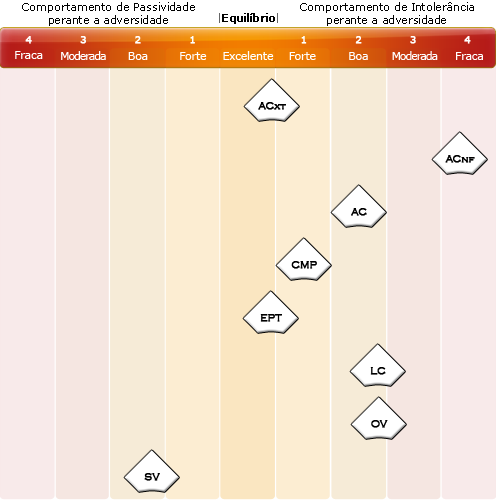 Comportamento de Passividade
perante a adversidade
|Equilíbrio|
Comportamento de Intolerância
perante a adversidade
4 3 2 1 1 2 3 4
Fraca Moderada Boa Forte Excelente Forte Boa Moderada Fraca
ACXT
ACNF
AC
CMP
EPT
LC
OV
SV